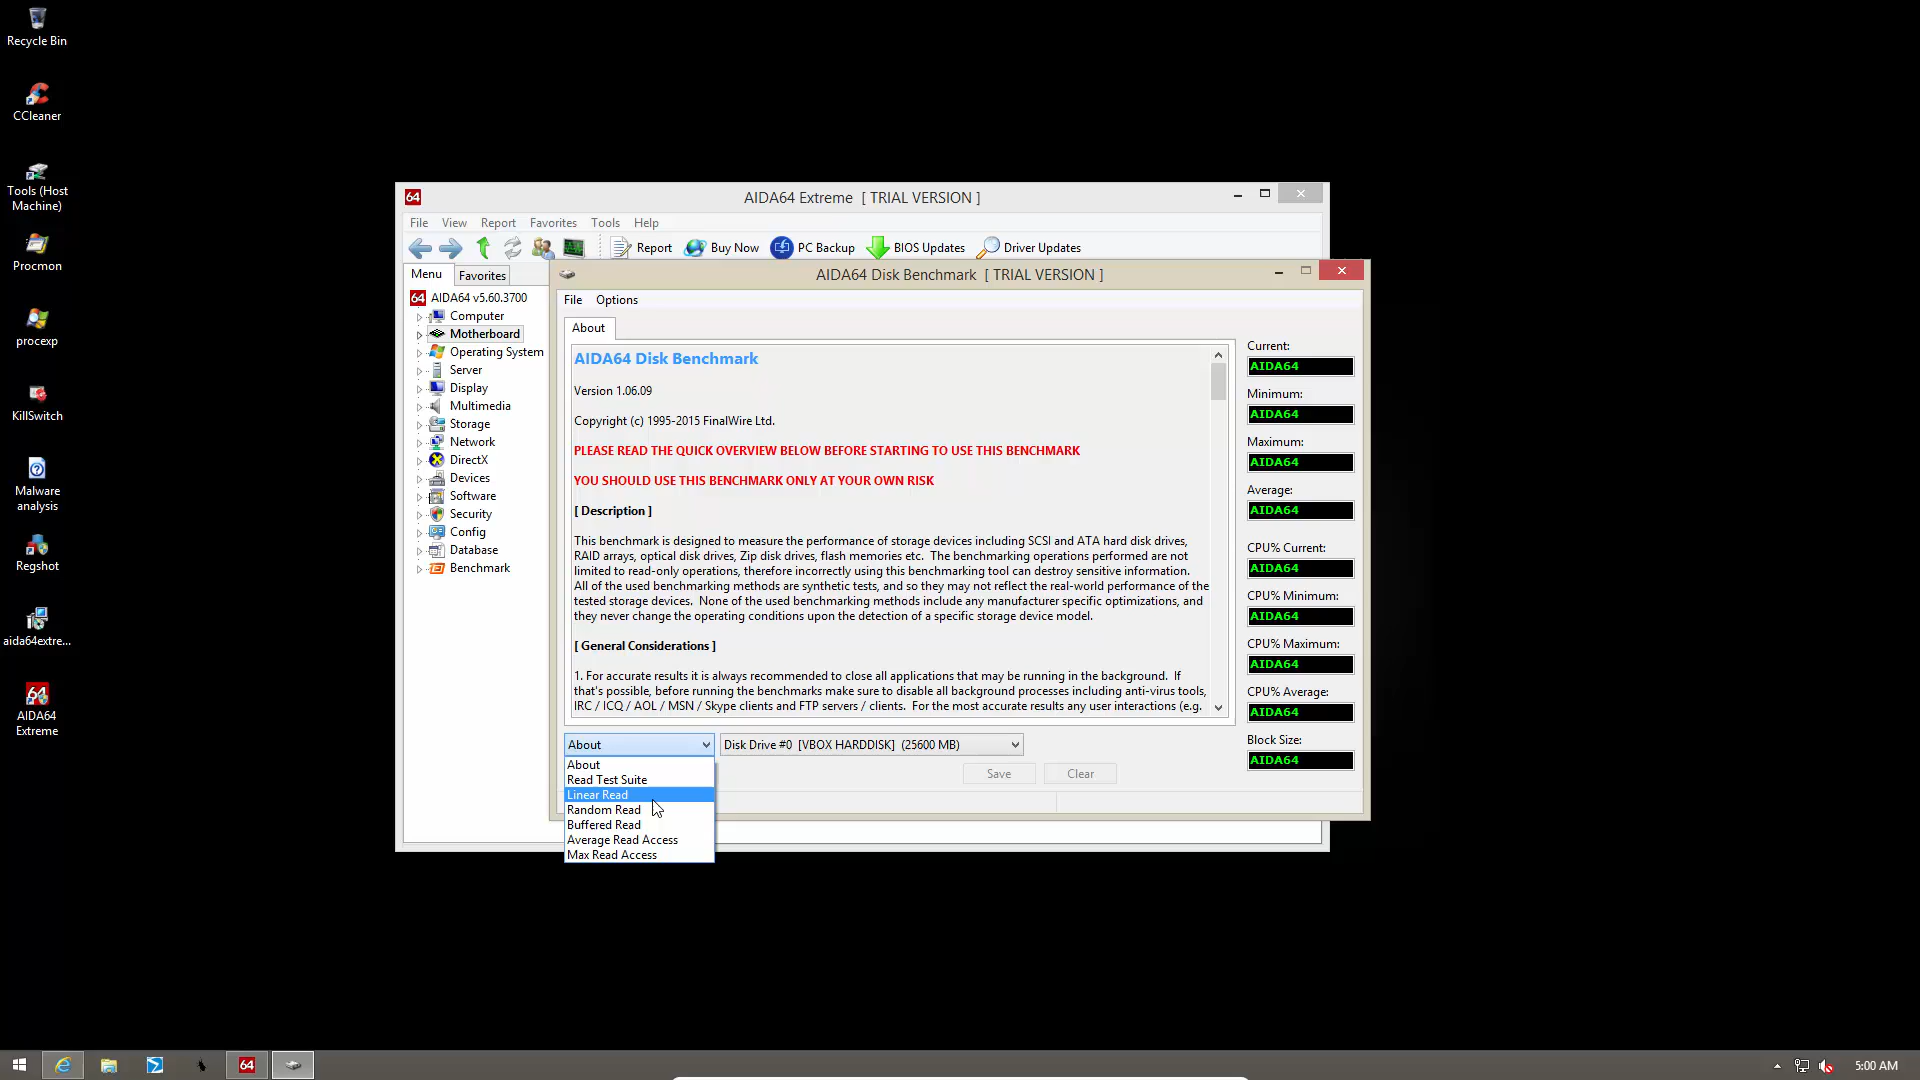 Recycle Bin
CCleaner
Tools (Host
Machine)
Procmon
procexp
KillSwitch
Malware
analysis
Regshot
aida64extre...
64
AIDA64
Extreme
64
AIDA64 Extreme [ TRIAL VERSION ]
File View Report Favorites Tools Help
Report Buy Now PC Backup BIOS Updates Driver Updates
Menu Favorites
64 AIDA64 v5.60.3700
Computer
Motherboard
Operating System
Server
Display
Multimedia
Storage
Network
DirectX
Devices
Software
Security
Config
Database
Benchmark
AIDA64 Disk Benchmark [ TRIAL VERSION ]
File Options
About
AIDA64 Disk Benchmark
Version 1.06.09
Copyright (c) 1995-2015 FinalWire Ltd.
PLEASE READ THE QUICK OVERVIEW BELOW BEFORE STARTING TO USE THIS BENCHMARK
YOU SHOULD USE THIS BENCHMARK ONLY AT YOUR OWN RISK
[ Description ]
This benchmark is designed to measure the performance of storage devices including SCSI and ATA hard disk drives,
RAID arrays, optical disk drives, Zip disk drives, flash memories etc. The benchmarking operations performed are not
limited to read-only operations, therefore incorrectly using this benchmarking tool can destroy sensitive information.
All of the used benchmarking methods are synthetic tests, and so they may not reflect the real-world performance of the
tested storage devices. None of the used benchmarking methods include any manufacturer specific optimizations, and
they never change the operating conditions upon the detection of a specific storage device model.
[ General Considerations ]
1. For accurate results it is always recommended to close all applications that may be running in the background. If
that's possible, before running the benchmarks make sure to disable all background processes including anti-virus tools,
IRC / ICQ / AOL / MSN / Skype clients and FTP servers / clients. For the most accurate results any user interactions (e.g.
Current:
AIDA64
Minimum:
AIDA64
Maximum:
AIDA64
Average:
AIDA64
CPU% Current:
AIDA64
CPU% Minimum:
AIDA64
CPU% Maximum:
AIDA64
CPU% Average:
AIDA64
Block Size:
AIDA64
About
Disk Drive #0 [VBOX HARDDISK] (25600 MB)
About
Read Test Suite
Linear Read
Random Read
Buffered Read
Average Read Access
Max Read Access
Save Clear
64
5:00 AM